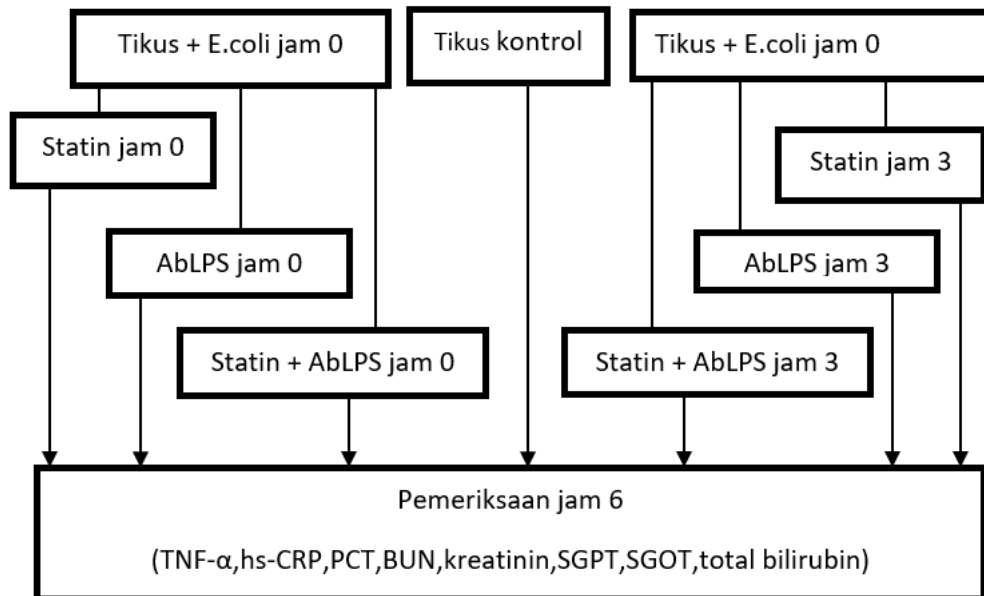 Tikus + E.coli jam 0
Tikus kontrol
Tikus + E.coli jam 0
Statin jam 0
Statin jam 3
AbLPS jam 0
AbLPS jam 3
Statin + AbLPS jam 0
Statin + AbLPS jam 3
Pemeriksaan jam 6
(TNF-α,hs-CRP,PCT,BUN,kreatinin,SGPT,SGOT,total bilirubin)